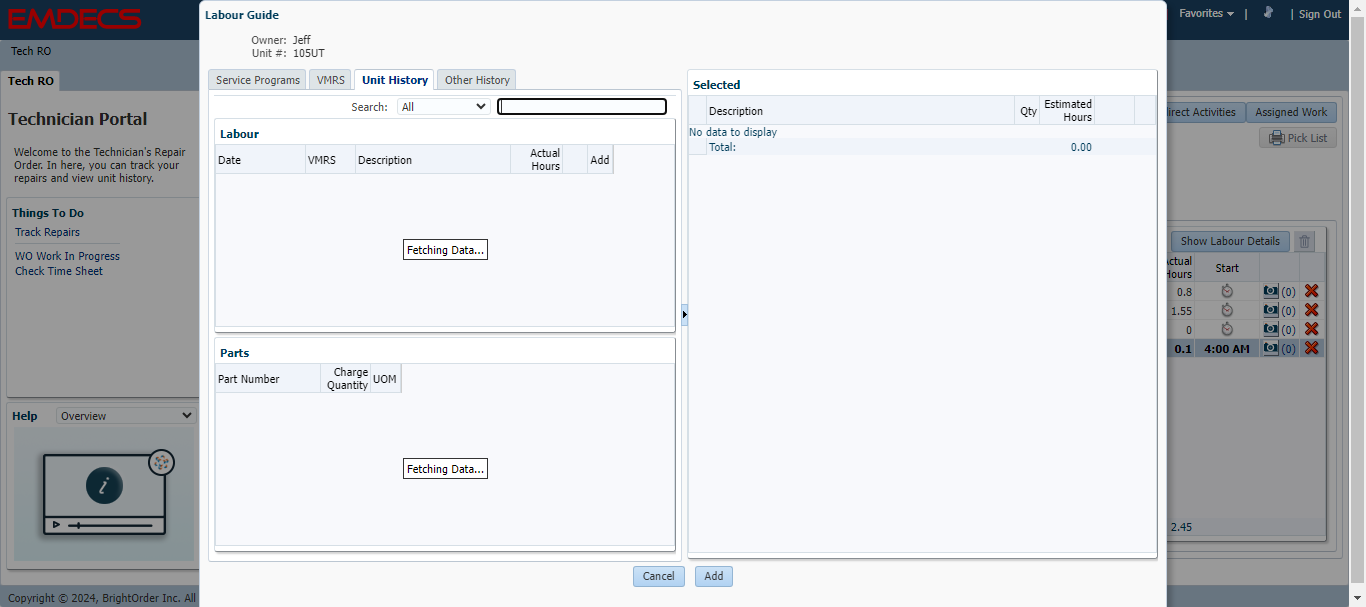 EMDECS
Favorites
|
| Sign Out
Tech RO
Tech RO
Technician Portal
Welcome to the Technician's Repair
Order. In here, you can track your
repairs and view unit history.
Things To Do
Track Repairs
WO Work In Progress
Check Time Sheet
Help Overview
i
Copyright © 2024, BrightOrder Inc. All
Labour Guide
Owner: Jeff
Unit #: 105UT
Service Programs VMRS Unit History Other History
Search: All
Labour
Date VMRS Description Actual Hours Add
Fetching Data...
Parts
Part Number Charge Quantity UOM
Fetching Data...
Selected
Description Qty Estimated Hours
No data to display
Total: 0.00
Cancel Add
Activities Assigned Work
Pick List
Show Labour Details
Start
0.8 (0)
1.55 (0)
0 (0)
0.1 4:00 AM (0)
2.45